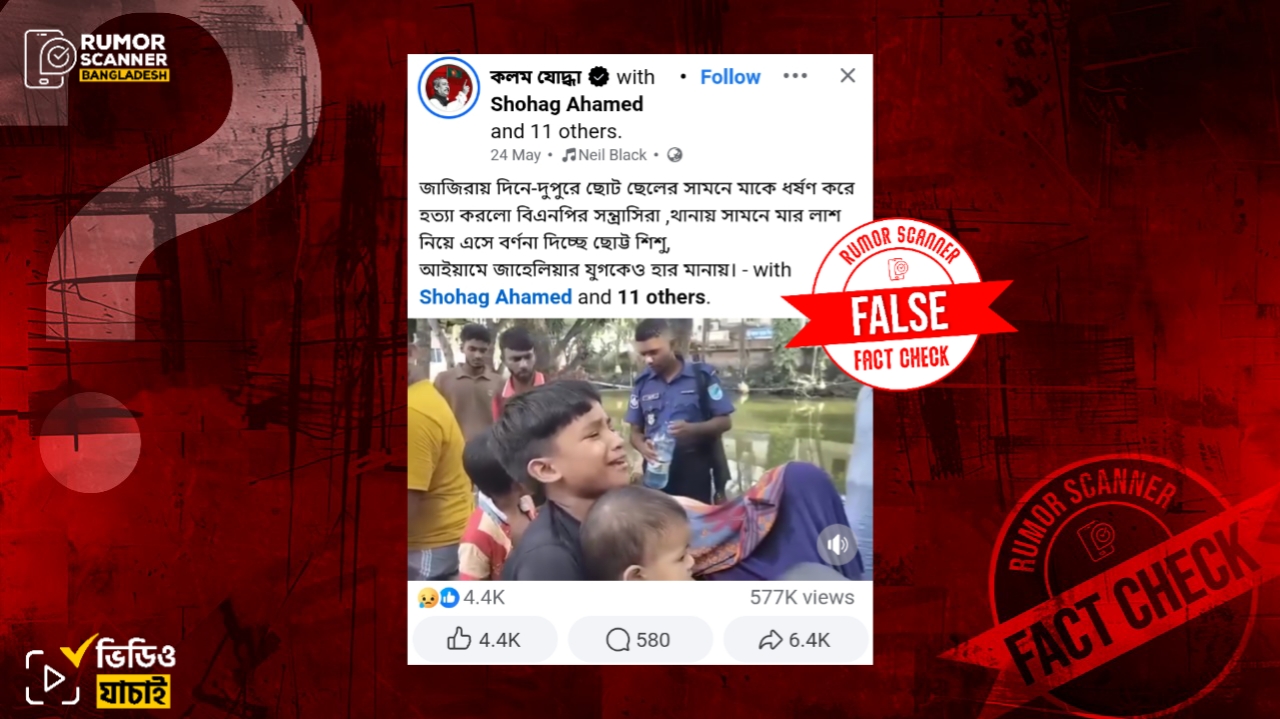 RUMOR
SCANNER
BANGLADESH
কলম যোদ্ধা with • Follow
Shohag Ahamed
and 11 others.
24 May • Neil Black •
জাজিরায় দিনে-দুপুরে ছোট ছেলের সামনে মাকে ধর্ষণ করে
হত্যা করলো বিএনপির সন্ত্রাসিরা ,থানায় সামনে মার লাশ
নিয়ে এসে বর্ণনা দিচ্ছে ছোট্ট শিশু,
আইয়ামে জাহেলিয়ার যুগকেও হার মানায়। - with
Shohag Ahamed and 11 others.
RUMOR SCANNER
FALSE
FACT CHECK
4.4K 577K views
4.4K 580 6.4K
RUMOR SCANNER
FACT CHECK
ভিডিও
যাচাই